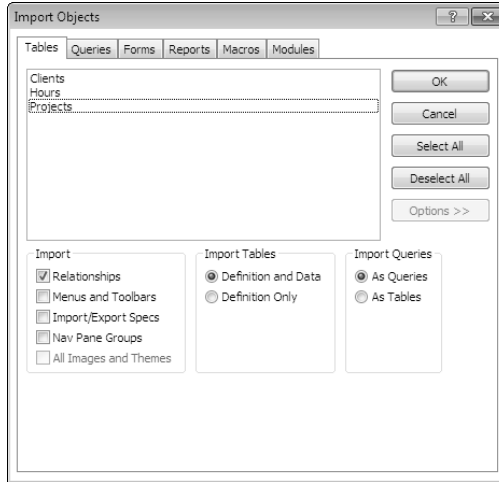 Import Objects
Tables Queries Forms Reports Macros Modules
Clients
Hours
Projects
OK
Cancel
Select All
Deselect All
Options >>
Import
Relationships
Menus and Toolbars
Import/Export Specs
Nav Pane Groups
All Images and Themes
Import Tables
Definition and Data
Definition Only
Import Queries
As Queries
As Tables